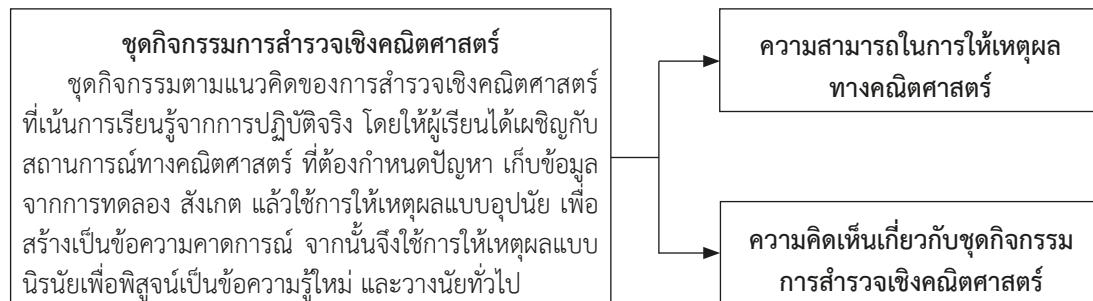 ชุดกิจกรรมการสำรวจเชิงคณิตศาสตร์
ชุดกิจกรรมตามแนวคิดของการสำรวจเชิงคณิตศาสตร์
ที่เน้นการเรียนรู้จากการปฏิบัติจริง โดยให้ผู้เรียนได้เผชิญกับ
สถานการณ์ทางคณิตศาสตร์ ที่ต้องกำหนดปัญหา เก็บข้อมูล
จากการทดลอง สังเกต แล้วใช้การให้เหตุผลแบบอุปนัย เพื่อ
สร้างเป็นข้อความคาดการณ์ จากนั้นจึงใช้การให้เหตุผลแบบ
นิรนัยเพื่อพิสูจน์เป็นข้อความรู้ใหม่ และวางนัยทั่วไป
ความสามารถในการให้เหตุผล
ทางคณิตศาสตร์
ความคิดเห็นเกี่ยวกับชุดกิจกรรม
การสำรวจเชิงคณิตศาสตร์